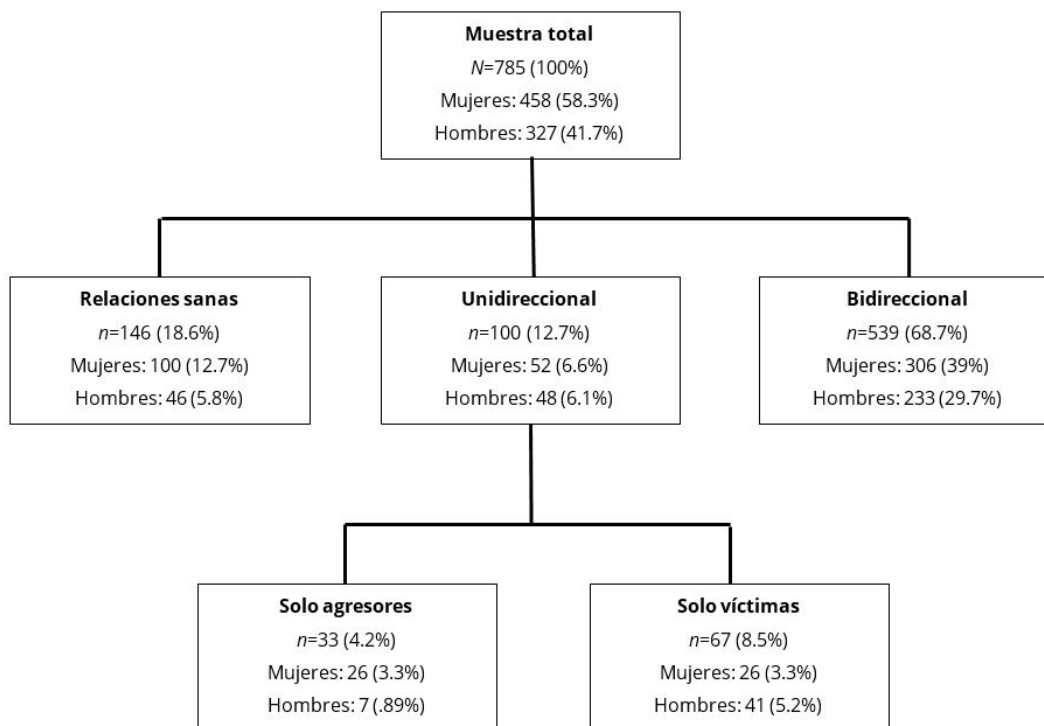 Muestra total
N=785 (100%)
Mujeres: 458 (58.3%)
Hombres: 327 (41.7%)
Relaciones sanas
n=146 (18.6%)
Mujeres: 100 (12.7%)
Hombres: 46 (5.8%)
Unidireccional
n=100 (12.7%)
Mujeres: 52 (6.6%)
Hombres: 48 (6.1%)
Bidireccional
n=539 (68.7%)
Mujeres: 306 (39%)
Hombres: 233 (29.7%)
Solo agresores
n=33 (4.2%)
Mujeres: 26 (3.3%)
Hombres: 7 (.89%)
Solo víctimas
n=67 (8.5%)
Mujeres: 26 (3.3%)
Hombres: 41 (5.2%)